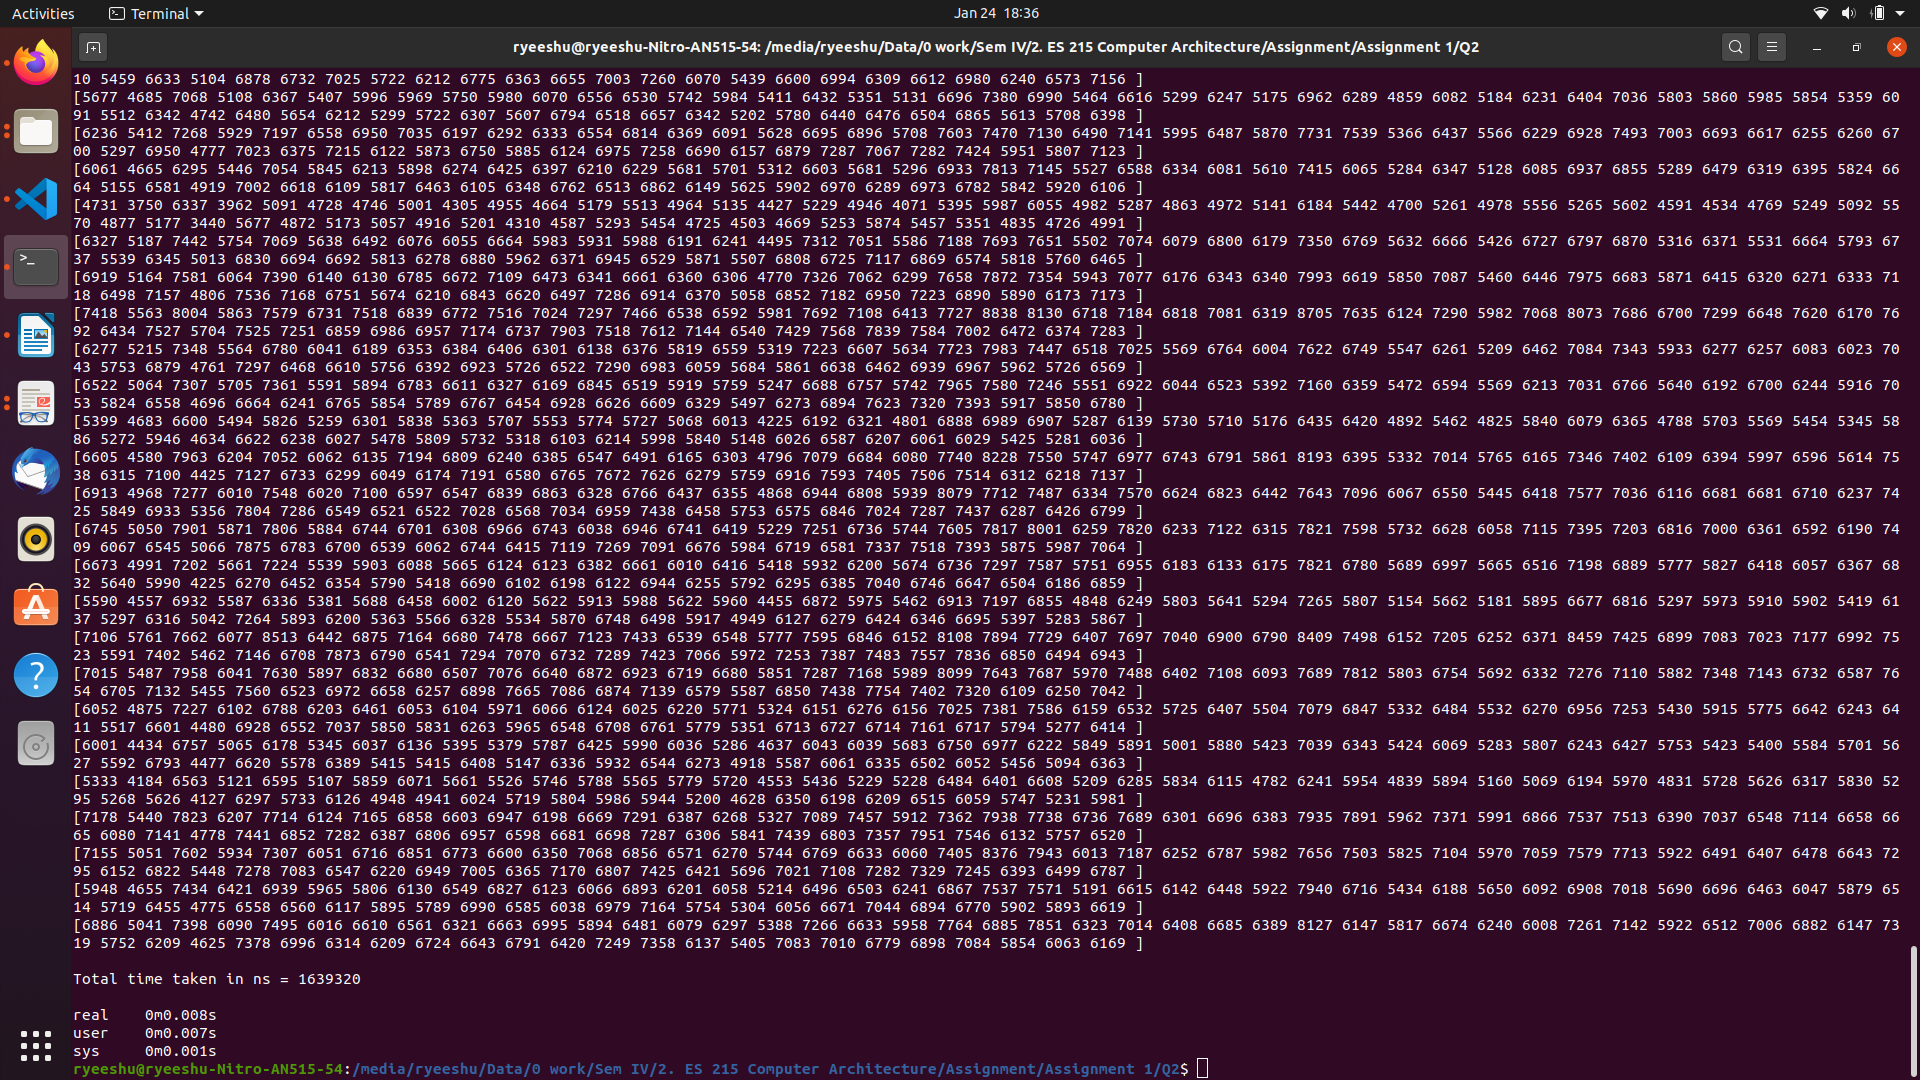 Activities
Terminal
Jan 24 18:36
ryeeshu@ryeeshu-Nitro-AN515-54: /media/ryeeshu/Data/0 work/Sem IV/2. ES 215 Computer Architecture/Assignment/Assignment 1/Q2
10 5459 6633 5104 6878 6732 7025 5722 6212 6775 6363 6655 7003 7260 6070 5439 6600 6994 6309 6612 6980 6240 6573 7156 ]
[5677 4685 7068 5108 6367 5407 5996 5969 5750 5980 6070 6556 6530 5742 5984 5411 6432 5351 5131 6696 7380 6990 5464 6616 5299 6247 5175 6962 6289 4859 6082 5184 6231 6404 7036 5803 5860 5985 5854 5359 60
91 5512 6342 4742 6480 5654 6212 5299 5722 6307 5607 6794 6518 6657 6342 5202 5780 6440 6476 6504 6865 5613 5708 6398 ]
[6236 5412 7268 5929 7197 6558 6950 7035 6197 6292 6333 6554 6814 6369 6091 5628 6695 6896 5708 7603 7470 7130 6490 7141 5995 6487 5870 7731 7539 5366 6437 5566 6229 6928 7493 7003 6693 6617 6255 6260 67
00 5297 6950 4777 7023 6375 7215 6122 5873 6750 5885 6124 6975 7258 6690 6157 6879 7287 7067 7282 7424 5951 5807 7123 ]
[6061 4665 6295 5446 7054 5845 6213 5898 6274 6425 6397 6210 6229 5681 5701 5312 6603 5681 5296 6933 7813 7145 5527 6588 6334 6081 5610 7415 6065 5284 6347 5128 6085 6937 6855 5289 6479 6319 6395 5824 66
64 5155 6581 4919 7002 6618 6109 5817 6463 6105 6348 6762 6513 6862 6149 5625 5902 6970 6289 6973 6782 5842 5920 6106 ]
[4731 3750 6337 3962 5091 4728 4746 5001 4305 4955 4664 5179 5513 4964 5135 4427 5229 4946 4071 5395 5987 6055 4982 5287 4863 4972 5141 6184 5442 4700 5261 4978 5556 5265 5602 4591 4534 4769 5249 5092 55
70 4877 5177 3440 5677 4872 5173 5057 4916 5201 4310 4587 5293 5454 4725 4503 4669 5253 5874 5457 5351 4835 4726 4991 ]
[6327 5187 7442 5754 7069 5638 6492 6076 6055 6664 5983 5931 5988 6191 6241 4495 7312 7051 5586 7188 7693 7651 5502 7074 6079 6800 6179 7350 6769 5632 6666 5426 6727 6797 6870 5316 6371 5531 6664 5793 67
37 5539 6345 5013 6830 6694 6692 5813 6278 6880 5962 6371 6945 6529 5871 5507 6808 6725 7117 6869 6574 5818 5760 6465 ]
[6919 5164 7581 6064 7390 6140 6130 6785 6672 7109 6473 6341 6661 6360 6306 4770 7326 7062 6299 7658 7872 7354 5943 7077 6176 6343 6340 7993 6619 5850 7087 5460 6446 7975 6683 5871 6415 6320 6271 6333 71
18 6498 7157 4806 7536 7168 6751 5674 6210 6843 6620 6497 7286 6914 6370 5058 6852 7182 6950 7223 6890 5890 6173 7173 ]
[7418 5563 8004 5863 7579 6731 7518 6839 6772 7516 7024 7297 7466 6538 6592 5981 7692 7108 6413 7727 8838 8130 6718 7184 6818 7081 6319 8705 7635 6124 7290 5982 7068 8073 7686 6700 7299 6648 7620 6170 76
92 6434 7527 5704 7525 7251 6859 6986 6957 7174 6737 7903 7518 7612 7144 6540 7429 7568 7839 7584 7002 6472 6374 7283 ]
[6277 5215 7348 5564 6780 6041 6189 6353 6384 6406 6301 6138 6376 5819 6559 5319 7223 6607 5634 7723 7983 7447 6518 7025 5569 6764 6004 7622 6749 5547 6261 5209 6462 7084 7343 5933 6277 6257 6083 6023 70
43 5753 6879 4761 7297 6468 6610 5756 6392 6923 5726 6522 7290 6983 6059 5684 5861 6638 6462 6939 6967 5962 5726 6569 ]
[6522 5064 7307 5705 7361 5591 5894 6783 6611 6327 6169 6845 6519 5919 5759 5247 6688 6757 5742 7965 7580 7246 5551 6922 6044 6523 5392 7160 6359 5472 6594 5569 6213 7031 6766 5640 6192 6700 6244 5916 70
53 5824 6558 4696 6664 6241 6765 5854 5789 6767 6454 6928 6626 6609 6329 5497 6273 6894 7623 7320 7393 5917 5850 6780 ]
[5399 4683 6600 5494 5826 5259 6301 5838 5363 5707 5553 5774 5727 5068 6013 4225 6192 6321 4801 6888 6989 6907 5287 6139 5730 5710 5176 6435 6420 4892 5462 4825 5840 6079 6365 4788 5703 5569 5454 5345 58
86 5272 5946 4634 6622 6238 6027 5478 5809 5732 5318 6103 6214 5998 5840 5148 6026 6587 6207 6061 6029 5425 5281 6036 ]
[6605 4580 7963 6204 7052 6062 6135 7194 6809 6240 6385 6547 6491 6165 6303 4796 7079 6684 6080 7740 8228 7550 5747 6977 6743 6791 5861 8193 6395 5332 7014 5765 6165 7346 7402 6109 6394 5997 6596 5614 75
38 6315 7100 4425 7127 6733 6299 6049 6174 7191 6580 6765 7672 7626 6279 5759 6916 7593 7405 7506 7514 6312 6218 7137 ]
[6913 4968 7277 6010 7548 6020 7100 6597 6547 6839 6863 6328 6766 6437 6355 4868 6944 6808 5939 8079 7712 7487 6334 7570 6624 6823 6442 7643 7096 6067 6550 5445 6418 7577 7036 6116 6681 6681 6710 6237 74
25 5849 6933 5356 7804 7286 6549 6521 6522 7028 6568 7034 6959 7438 6458 5753 6575 6846 7024 7287 7437 6287 6426 6799 ]
[6745 5050 7901 5871 7806 5884 6744 6701 6308 6966 6743 6038 6946 6741 6419 5229 7251 6736 5744 7605 7817 8001 6259 7820 6233 7122 6315 7821 7598 5732 6628 6058 7115 7395 7203 6816 7000 6361 6592 6190 74
09 6067 6545 5066 7875 6783 6700 6539 6062 6744 6415 7119 7269 7091 6676 5984 6719 6581 7337 7518 7393 5875 5987 7064 ]
[6673 4991 7202 5661 7224 5539 5903 6088 5665 6124 6123 6382 6661 6010 6416 5418 5932 6200 5674 6736 7297 7587 5751 6955 6183 6133 6175 7821 6780 5689 6997 5665 6516 7198 6889 5777 5827 6418 6057 6367 68
32 5640 5990 4225 6270 6452 6354 5790 5418 6690 6102 6198 6122 6944 6255 5792 6295 6385 7040 6746 6647 6504 6186 6859 ]
[5590 4557 6932 5587 6336 5381 5688 6458 6002 6120 5622 5913 5988 5622 5960 4455 6872 5975 5462 6913 7197 6855 4848 6249 5803 5641 5294 7265 5807 5154 5662 5181 5895 6677 6816 5297 5973 5910 5902 5419 61
37 5297 6316 5042 7264 5893 6200 5363 5566 6328 5534 5870 6748 6498 5917 4949 6127 6279 6424 6346 6695 5397 5283 5867 ]
[7106 5761 7662 6077 8513 6442 6875 7164 6680 7478 6667 7123 7433 6539 6548 5777 7595 6846 6152 8108 7894 7729 6407 7697 7040 6900 6790 8409 7498 6152 7205 6252 6371 8459 7425 6899 7083 7023 7177 6992 75
23 5591 7402 5462 7146 6708 7873 6790 6541 7294 7070 6732 7289 7423 7066 5972 7253 7387 7483 7557 7836 6850 6494 6943 ]
[7015 5487 7958 6041 7630 5897 6832 6680 6507 7076 6640 6872 6923 6719 6680 5851 7287 7168 5989 8099 7643 7687 5970 7488 6402 7108 6093 7689 7812 5803 6754 5692 6332 7276 7110 5882 7348 7143 6732 6587 76
54 6705 7132 5455 7560 6523 6972 6658 6257 6898 7665 7086 6874 7139 6579 5587 6850 7438 7754 7402 7320 6109 6250 7042 ]
[6052 4875 7227 6102 6788 6203 6461 6053 6104 5971 6066 6124 6025 6220 5771 5324 6151 6276 6156 7025 7381 7586 6159 6532 5725 6407 5504 7079 6847 5332 6484 5532 6270 6956 7253 5430 5915 5775 6642 6243 64
11 5517 6601 4480 6928 6552 7037 5850 5831 6263 5965 6548 6708 6761 5779 5351 6713 6727 6714 7161 6717 5794 5277 6414 ]
[6001 4434 6757 5065 6178 5345 6037 6136 5395 5379 5787 6425 5990 6036 5286 4637 6043 6039 5683 6750 6977 6222 5849 5891 5001 5880 5423 7039 6343 5424 6069 5283 5807 6243 6427 5753 5423 5400 5584 5701 56
27 5592 6793 4477 6620 5578 6389 5415 5415 6408 5147 6336 5932 6544 6273 4918 5587 6061 6335 6502 6052 5456 5094 6363 ]
[5333 4184 6563 5121 6595 5107 5859 6071 5661 5526 5746 5788 5565 5779 5720 4553 5436 5229 5228 6484 6401 6608 5209 6285 5834 6115 4782 6241 5954 4839 5894 5160 5069 6194 5970 4831 5728 5626 6317 5830 52
95 5268 5626 4127 6297 5733 6126 4948 4941 6024 5719 5804 5986 5944 5200 4628 6350 6198 6209 6515 6059 5747 5231 5981 ]
[7178 5440 7823 6207 7714 6124 7165 6858 6603 6947 6198 6669 7291 6387 6268 5327 7089 7457 5912 7362 7938 7738 6736 7689 6301 6696 6383 7935 7891 5962 7371 5991 6866 7537 7513 6390 7037 6548 7114 6658 66
65 6080 7141 4778 7441 6852 7282 6387 6806 6957 6598 6681 6698 7287 6306 5841 7439 6803 7357 7951 7546 6132 5757 6520 ]
[7155 5051 7602 5934 7307 6051 6716 6851 6773 6600 6350 7068 6856 6571 6270 5744 6769 6633 6060 7405 8376 7943 6013 7187 6252 6787 5982 7656 7503 5825 7104 5970 7059 7579 7713 5922 6491 6407 6478 6643 72
95 6152 6822 5448 7278 7083 6547 6220 6949 7005 6365 7170 6807 7425 6421 5696 7021 7108 7282 7329 7245 6393 6499 6787 ]
[5948 4655 7434 6421 6939 5965 5806 6130 6549 6827 6123 6066 6893 6201 6058 5214 6496 6503 6241 6867 7537 7571 5191 6615 6142 6448 5922 7940 6716 5434 6188 5650 6092 6908 7018 5690 6696 6463 6047 5879 65
14 5719 6455 4775 6558 6560 6117 5895 5789 6990 6585 6038 6979 7164 5754 5304 6056 6671 7044 6894 6770 5902 5893 6619 ]
[6886 5041 7398 6090 7495 6016 6610 6561 6321 6663 6995 5894 6481 6079 6297 5388 7266 6633 5958 7764 6885 7851 6323 7014 6408 6685 6389 8127 6147 5817 6674 6240 6008 7261 7142 5922 6512 7006 6882 6147 73
19 5752 6209 4625 7378 6996 6314 6209 6724 6643 6791 6420 7249 7358 6137 5405 7083 7010 6779 6898 7084 5854 6063 6169 ]
Total time taken in ns = 1639320
real 0m0.008s
user 0m0.007s
sys 0m0.001s
ryeeshu@ryeeshu-Nitro-AN515-54:/media/ryeeshu/Data/0 work/Sem IV/2. ES 215 Computer Architecture/Assignment/Assignment 1/Q2$